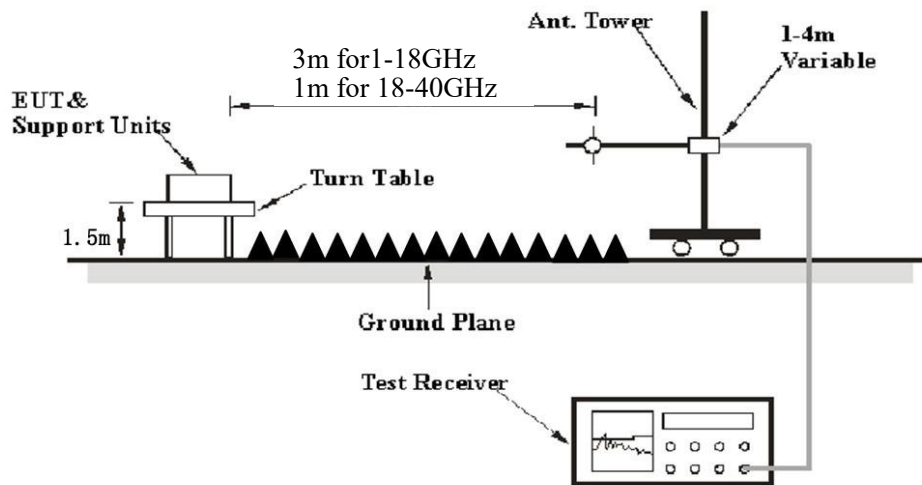 Ant. Tower
1-4m
Variable
3m for1-18GHz
1m for 18-40GHz
EUT &
Support Units
Turn Table
1.5m
Ground Plane
Test Receiver